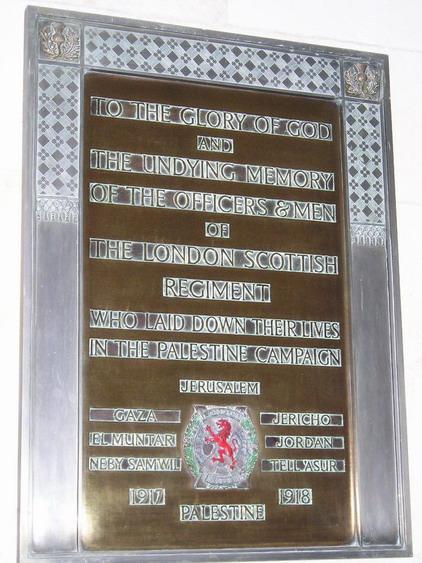 TO THE GLORY OF GOD
AND
THE UNDYING MEMORY
OF THE OFFICERS & MEN
OF
THE LONDON SCOTTISH
REGIMENT
WHO LAID DOWN THEIR LIVES
IN THE PALESTINE CAMPAIGN
JERUSALEM
GAZA JERICHO
EL MUNTAR JORDAN
NEBY SAMWIL TELL'ASUR
1917 1918
PALESTINE